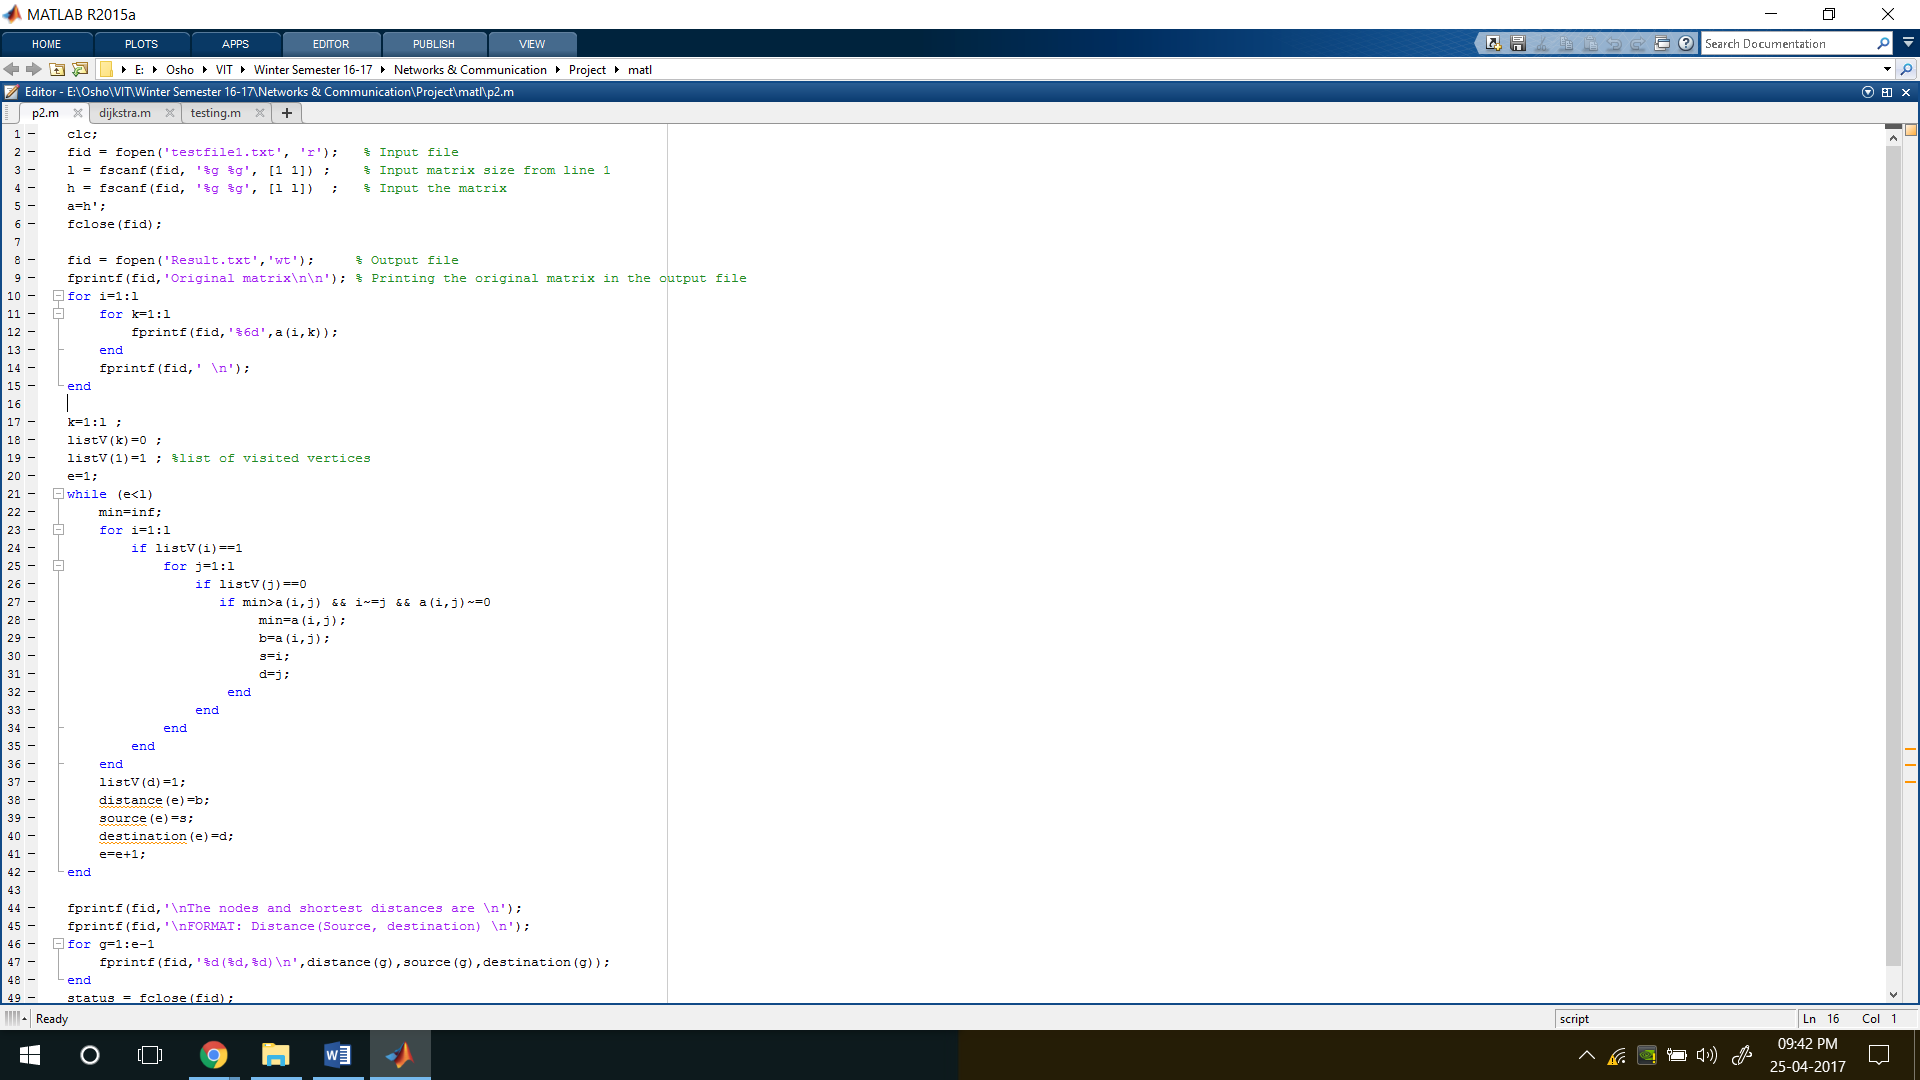 MATLAB R2015a
HOME PLOTS APPS EDITOR PUBLISH VIEW Search Documentation
E: Osho VIT Winter Semester 16-17 Networks & Communication Project matl
Editor - E:\Osho\VIT\Winter Semester 16-17\Networks & Communication\Project\matl\p2.m
p2.m dijkstra.m testing.m
1 clc;
2 fid = fopen('testfile1.txt', 'r'); % Input file
3 l = fscanf(fid, '%g %g', [1 1]) ; % Input matrix size from line 1
4 h = fscanf(fid, '%g %g', [l l]) ; % Input the matrix
5 a=h';
6 fclose(fid);
7
8 fid = fopen('Result.txt','wt'); % Output file
9 fprintf(fid,'Original matrix\n\n'); % Printing the original matrix in the output file
10 for i=1:l
11 for k=1:l
12 fprintf(fid,'%6d',a(i,k));
13 end
14 fprintf(fid,' \n');
15 end
16
17 k=1:l ;
18 listV(k)=0 ;
19 listV(1)=1 ; %list of visited vertices
20 e=1;
21 while (e<l)
22 min=inf;
23 for i=1:l
24 if listV(i)==1
25 for j=1:l
26 if listV(j)==0
27 if min>a(i,j) && i~=j && a(i,j)~=0
28 min=a(i,j);
29 b=a(i,j);
30 s=i;
31 d=j;
32 end
33 end
34 end
35 end
36 end
37 listV(d)=1;
38 distance(e)=b;
39 source(e)=s;
40 destination(e)=d;
41 e=e+1;
42 end
43
44 fprintf(fid,'\nThe nodes and shortest distances are \n');
45 fprintf(fid,'\nFORMAT: Distance(Source, destination) \n');
46 for g=1:e-1
47 fprintf(fid,'%d(%d,%d)\n',distance(g),source(g),destination(g));
48 end
49 status = fclose(fid);
Ready script Ln 16 Col 1
09:42 PM
25-04-2017